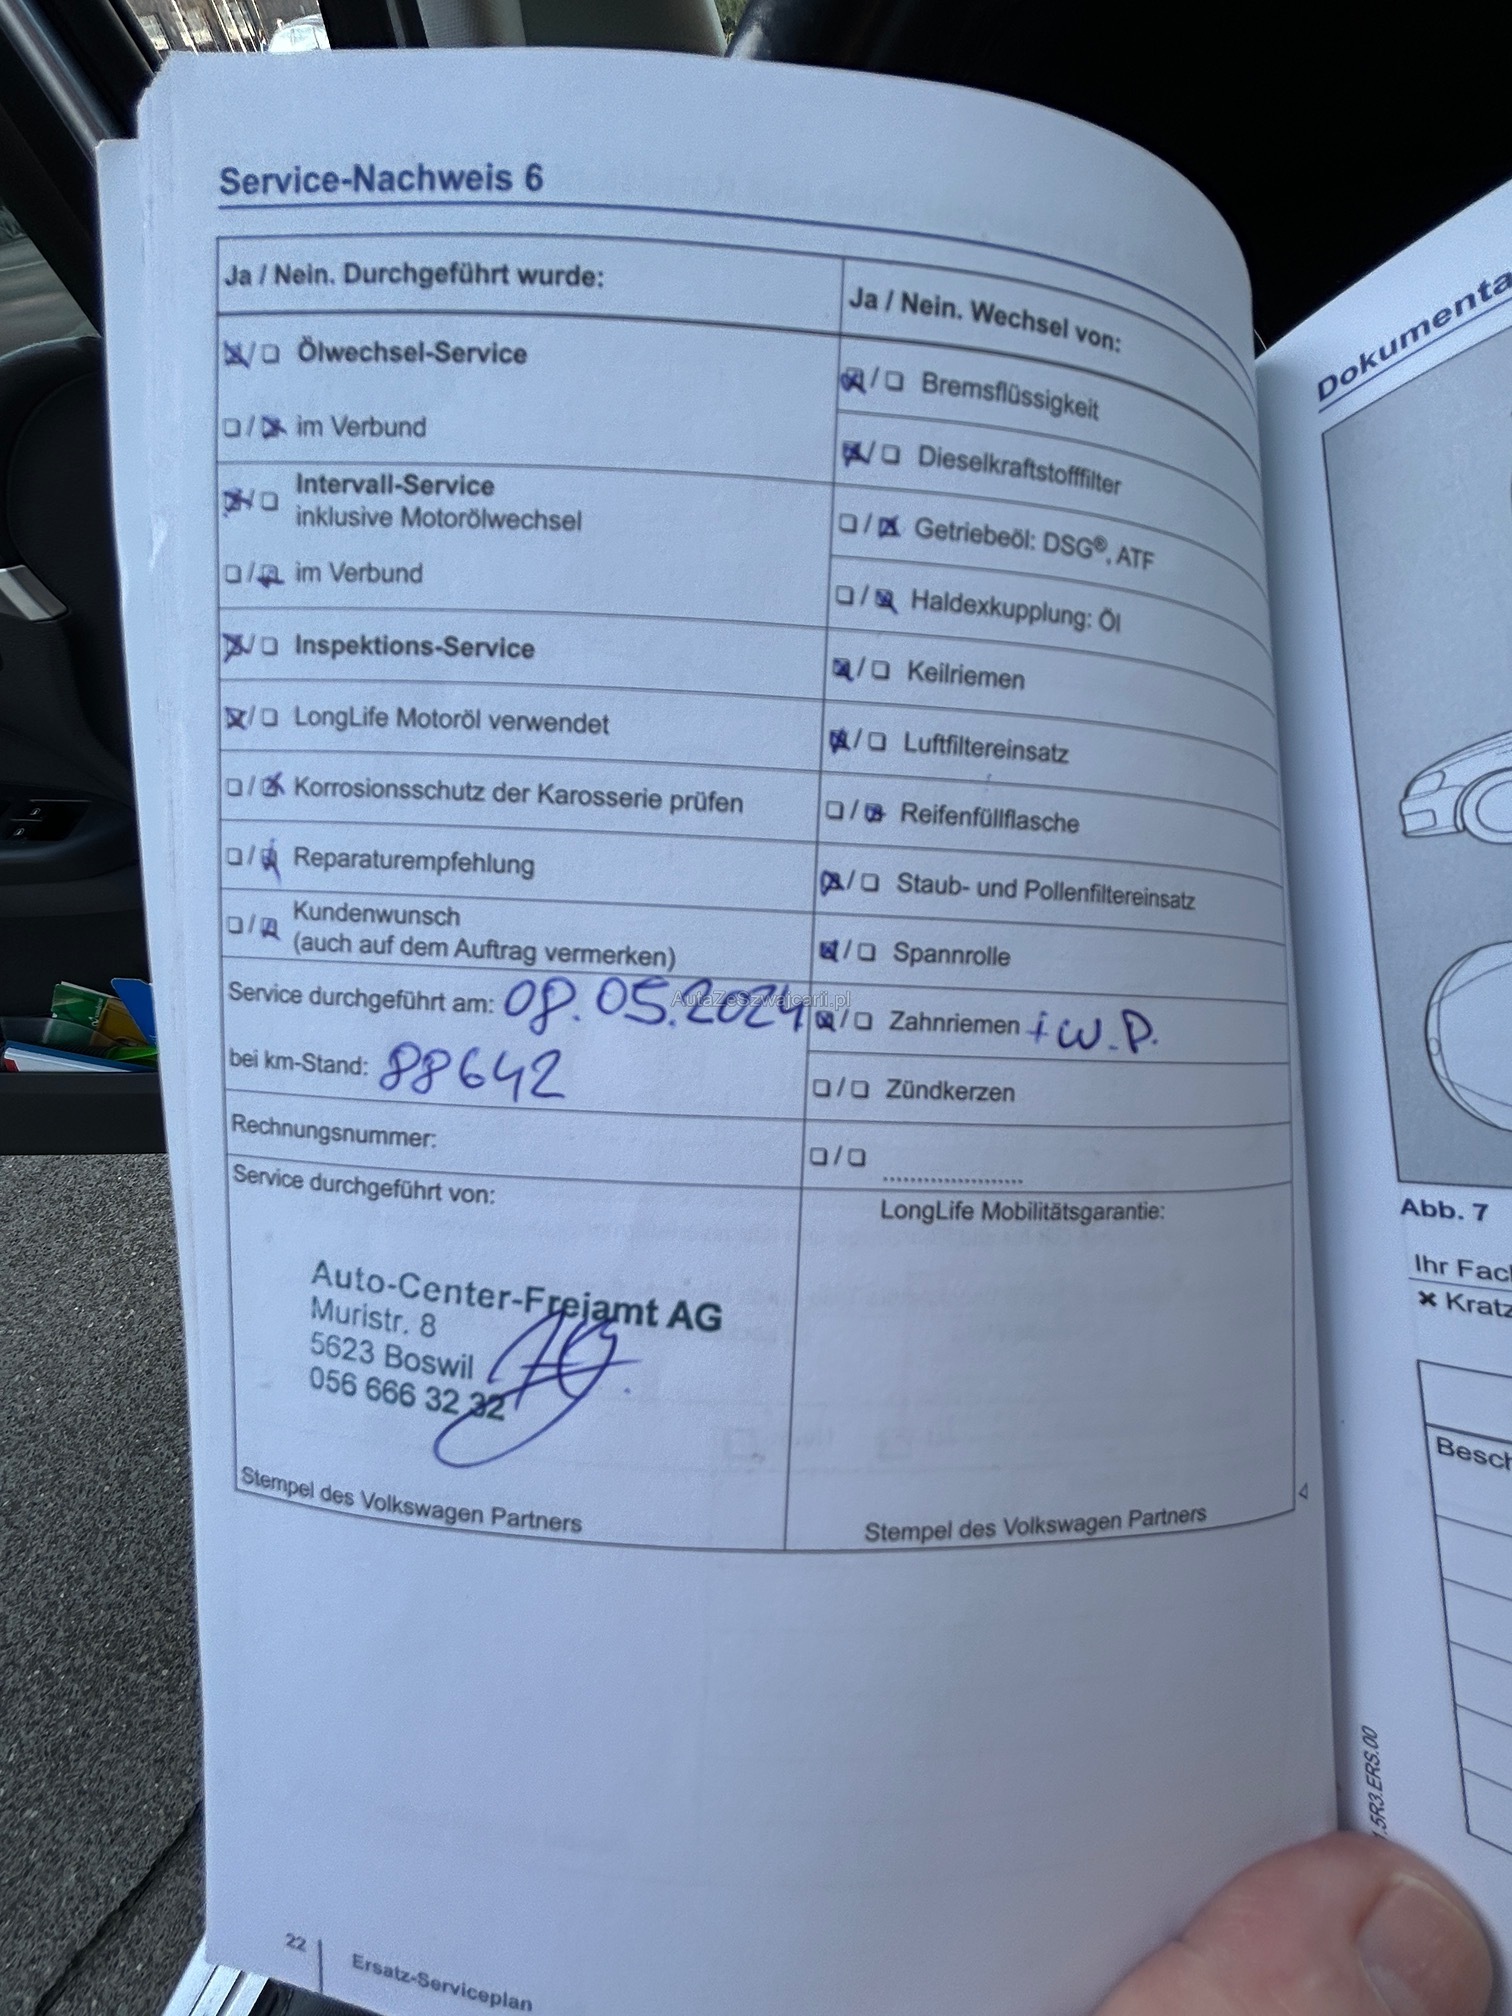 Service-Nachweis 6
Ja / Nein. Durchgeführt wurde:
☒/☐ Ölwechsel-Service
☐/☒ im Verbund
☒/☐ Intervall-Service
inklusive Motorölwechsel
☐/☒ im Verbund
☒/☐ Inspektions-Service
☒/☐ LongLife Motoröl verwendet
☐/☒ Korrosionsschutz der Karosserie prüfen
☐/☒ Reparaturempfehlung
☐/☒ Kundenwunsch
(auch auf dem Auftrag vermerken)
Service durchgeführt am: 08.05.2024
bei km-Stand: 88642
Rechnungsnummer:
Service durchgeführt von:
Auto-Center-Freiamt AG
Muristr. 8
5623 Boswil
056 666 32 32
Stempel des Volkswagen Partners
Ja / Nein. Wechsel von:
☒/☐ Bremsflüssigkeit
☒/☐ Dieselkraftstofffilter
☐/☒ Getriebeöl: DSG®, ATF
☐/☒ Haldexkupplung: Öl
☒/☐ Keilriemen
☒/☐ Luftfiltereinsatz
☐/☒ Reifenfüllflasche
☒/☐ Staub- und Pollenfiltereinsatz
☒/☐ Spannrolle
☒/☐ Zahnriemen + W.P.
☐/☐ Zündkerzen
☐/☐ ......................
LongLife Mobilitätsgarantie:
Stempel des Volkswagen Partners
AutaZeSzwajcarii.pl
22
Ersatz-Serviceplan
Dokumenta
Abb. 7
Ihr Fac
× Kratz
Besch
5R3.ERS.00